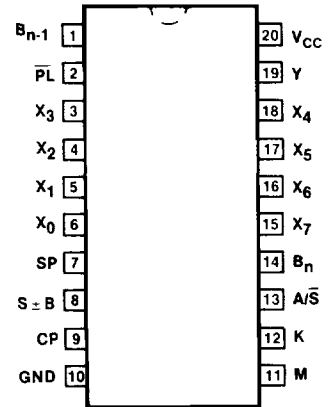 Bn-1 1 20 VCC
PL 2 19 Y
X3 3 18 X4
X2 4 17 X5
X1 5 16 X6
X0 6 15 X7
SP 7 14 Bn
S ± B 8 13 A/S̅
CP 9 12 K
GND 10 11 M